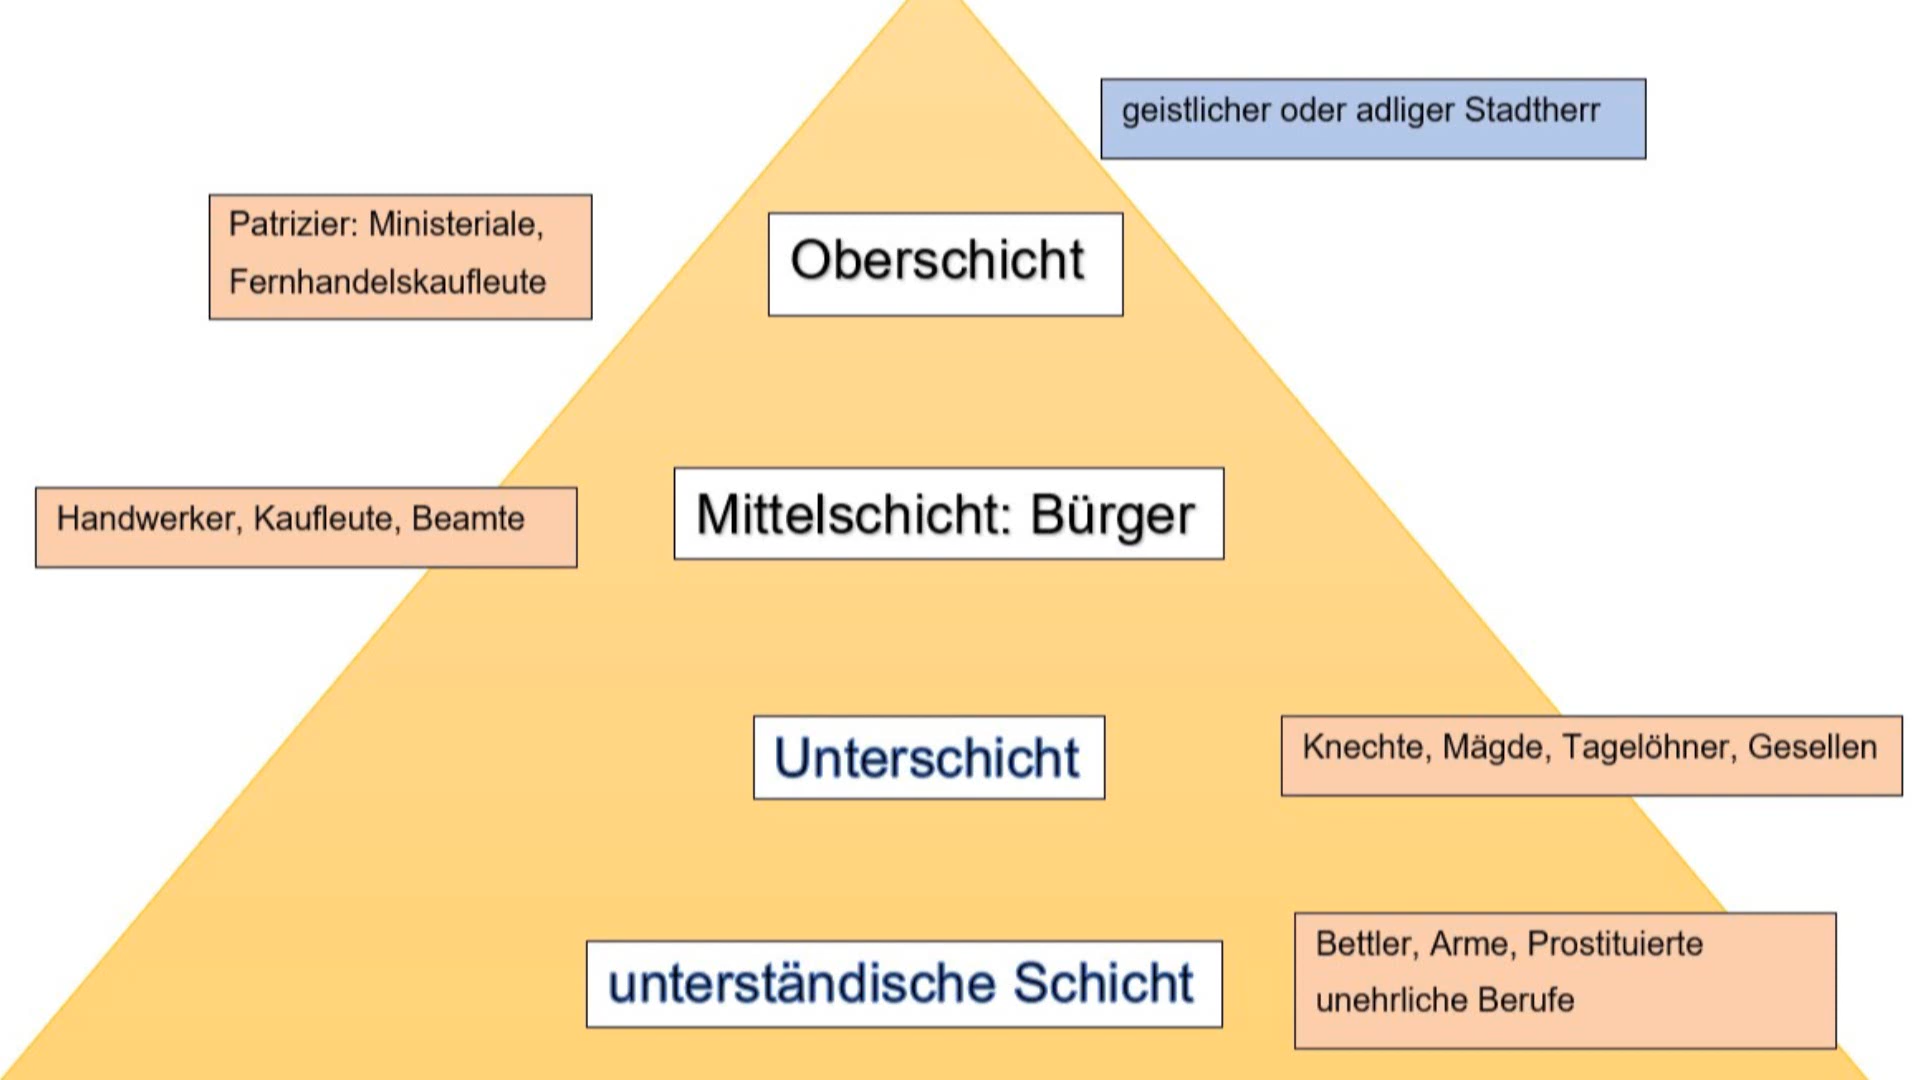 geistlicher oder adliger Stadtherr
Patrizier: Ministeriale,
Fernhandelskaufleute
Oberschicht
Handwerker, Kaufleute, Beamte
Mittelschicht: Bürger
Unterschicht
Knechte, Mägde, Tagelöhner, Gesellen
unterständische Schicht
Bettler, Arme, Prostituierte
unehrliche Berufe